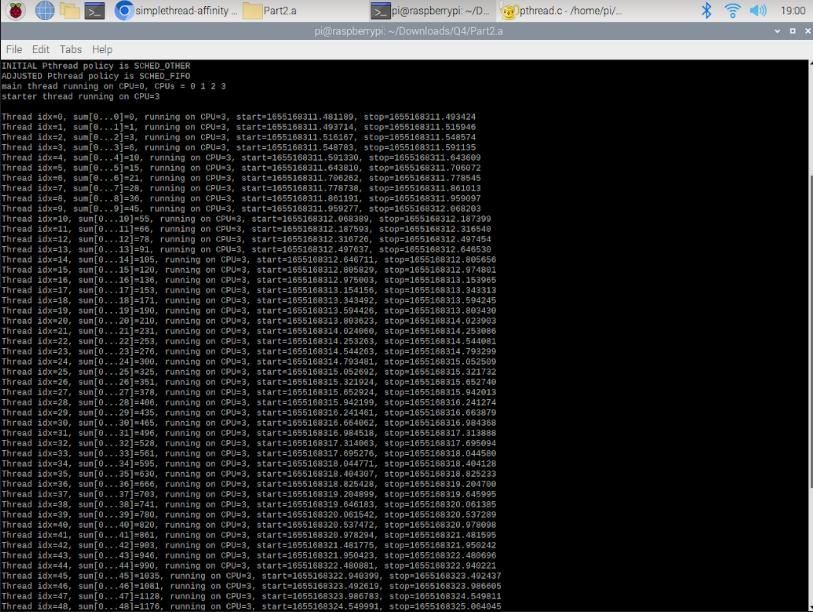 simplethread-affinity ...
Part2.a
pi@raspberrypi: ~/D...
pthread.c - /home/pi/...
19:00
pi@raspberrypi: ~/Downloads/Q4/Part2.a
File Edit Tabs Help
INITIAL Pthread policy is SCHED_OTHER
ADJUSTED Pthread policy is SCHED_FIFO
main thread running on CPU=0, CPUs = 0 1 2 3
starter thread running on CPU=3
Thread idx=0, sum[0...0]=0, running on CPU=3, start=1655168311.481189, stop=1655168311.493424
Thread idx=1, sum[0...1]=1, running on CPU=3, start=1655168311.493714, stop=1655168311.515946
Thread idx=2, sum[0...2]=3, running on CPU=3, start=1655168311.516167, stop=1655168311.548574
Thread idx=3, sum[0...3]=6, running on CPU=3, start=1655168311.548783, stop=1655168311.591135
Thread idx=4, sum[0...4]=10, running on CPU=3, start=1655168311.591330, stop=1655168311.643609
Thread idx=5, sum[0...5]=15, running on CPU=3, start=1655168311.643810, stop=1655168311.706072
Thread idx=6, sum[0...6]=21, running on CPU=3, start=1655168311.706262, stop=1655168311.778545
Thread idx=7, sum[0...7]=28, running on CPU=3, start=1655168311.778738, stop=1655168311.861013
Thread idx=8, sum[0...8]=36, running on CPU=3, start=1655168311.861191, stop=1655168311.959097
Thread idx=9, sum[0...9]=45, running on CPU=3, start=1655168311.959277, stop=1655168312.068203
Thread idx=10, sum[0...10]=55, running on CPU=3, start=1655168312.068389, stop=1655168312.187399
Thread idx=11, sum[0...11]=66, running on CPU=3, start=1655168312.187593, stop=1655168312.316540
Thread idx=12, sum[0...12]=78, running on CPU=3, start=1655168312.316726, stop=1655168312.497454
Thread idx=13, sum[0...13]=91, running on CPU=3, start=1655168312.497637, stop=1655168312.646530
Thread idx=14, sum[0...14]=105, running on CPU=3, start=1655168312.646711, stop=1655168312.805656
Thread idx=15, sum[0...15]=120, running on CPU=3, start=1655168312.805829, stop=1655168312.974801
Thread idx=16, sum[0...16]=136, running on CPU=3, start=1655168312.975003, stop=1655168313.153965
Thread idx=17, sum[0...17]=153, running on CPU=3, start=1655168313.154156, stop=1655168313.343313
Thread idx=18, sum[0...18]=171, running on CPU=3, start=1655168313.343492, stop=1655168313.594245
Thread idx=19, sum[0...19]=190, running on CPU=3, start=1655168313.594426, stop=1655168313.803430
Thread idx=20, sum[0...20]=210, running on CPU=3, start=1655168313.803623, stop=1655168314.023903
Thread idx=21, sum[0...21]=231, running on CPU=3, start=1655168314.024060, stop=1655168314.253086
Thread idx=22, sum[0...22]=253, running on CPU=3, start=1655168314.253263, stop=1655168314.544081
Thread idx=23, sum[0...23]=276, running on CPU=3, start=1655168314.544263, stop=1655168314.793299
Thread idx=24, sum[0...24]=300, running on CPU=3, start=1655168314.793481, stop=1655168315.052509
Thread idx=25, sum[0...25]=325, running on CPU=3, start=1655168315.052692, stop=1655168315.321732
Thread idx=26, sum[0...26]=351, running on CPU=3, start=1655168315.321924, stop=1655168315.652740
Thread idx=27, sum[0...27]=378, running on CPU=3, start=1655168315.652924, stop=1655168315.942013
Thread idx=28, sum[0...28]=406, running on CPU=3, start=1655168315.942199, stop=1655168316.241274
Thread idx=29, sum[0...29]=435, running on CPU=3, start=1655168316.241461, stop=1655168316.663879
Thread idx=30, sum[0...30]=465, running on CPU=3, start=1655168316.664062, stop=1655168316.984368
Thread idx=31, sum[0...31]=496, running on CPU=3, start=1655168316.984518, stop=1655168317.313888
Thread idx=32, sum[0...32]=528, running on CPU=3, start=1655168317.314063, stop=1655168317.695094
Thread idx=33, sum[0...33]=561, running on CPU=3, start=1655168317.695276, stop=1655168318.044580
Thread idx=34, sum[0...34]=595, running on CPU=3, start=1655168318.044771, stop=1655168318.404128
Thread idx=35, sum[0...35]=630, running on CPU=3, start=1655168318.404307, stop=1655168318.825233
Thread idx=36, sum[0...36]=666, running on CPU=3, start=1655168318.825428, stop=1655168319.204700
Thread idx=37, sum[0...37]=703, running on CPU=3, start=1655168319.204899, stop=1655168319.645995
Thread idx=38, sum[0...38]=741, running on CPU=3, start=1655168319.646183, stop=1655168320.061385
Thread idx=39, sum[0...39]=780, running on CPU=3, start=1655168320.061542, stop=1655168320.537289
Thread idx=40, sum[0...40]=820, running on CPU=3, start=1655168320.537472, stop=1655168320.978098
Thread idx=41, sum[0...41]=861, running on CPU=3, start=1655168320.978294, stop=1655168321.481595
Thread idx=42, sum[0...42]=903, running on CPU=3, start=1655168321.481775, stop=1655168321.950242
Thread idx=43, sum[0...43]=946, running on CPU=3, start=1655168321.950423, stop=1655168322.480696
Thread idx=44, sum[0...44]=990, running on CPU=3, start=1655168322.480881, stop=1655168322.940221
Thread idx=45, sum[0...45]=1035, running on CPU=3, start=1655168322.940399, stop=1655168323.492437
Thread idx=46, sum[0...46]=1081, running on CPU=3, start=1655168323.492619, stop=1655168323.986605
Thread idx=47, sum[0...47]=1128, running on CPU=3, start=1655168323.986783, stop=1655168324.549811
Thread idx=48, sum[0...48]=1176, running on CPU=3, start=1655168324.549991, stop=1655168325.064045